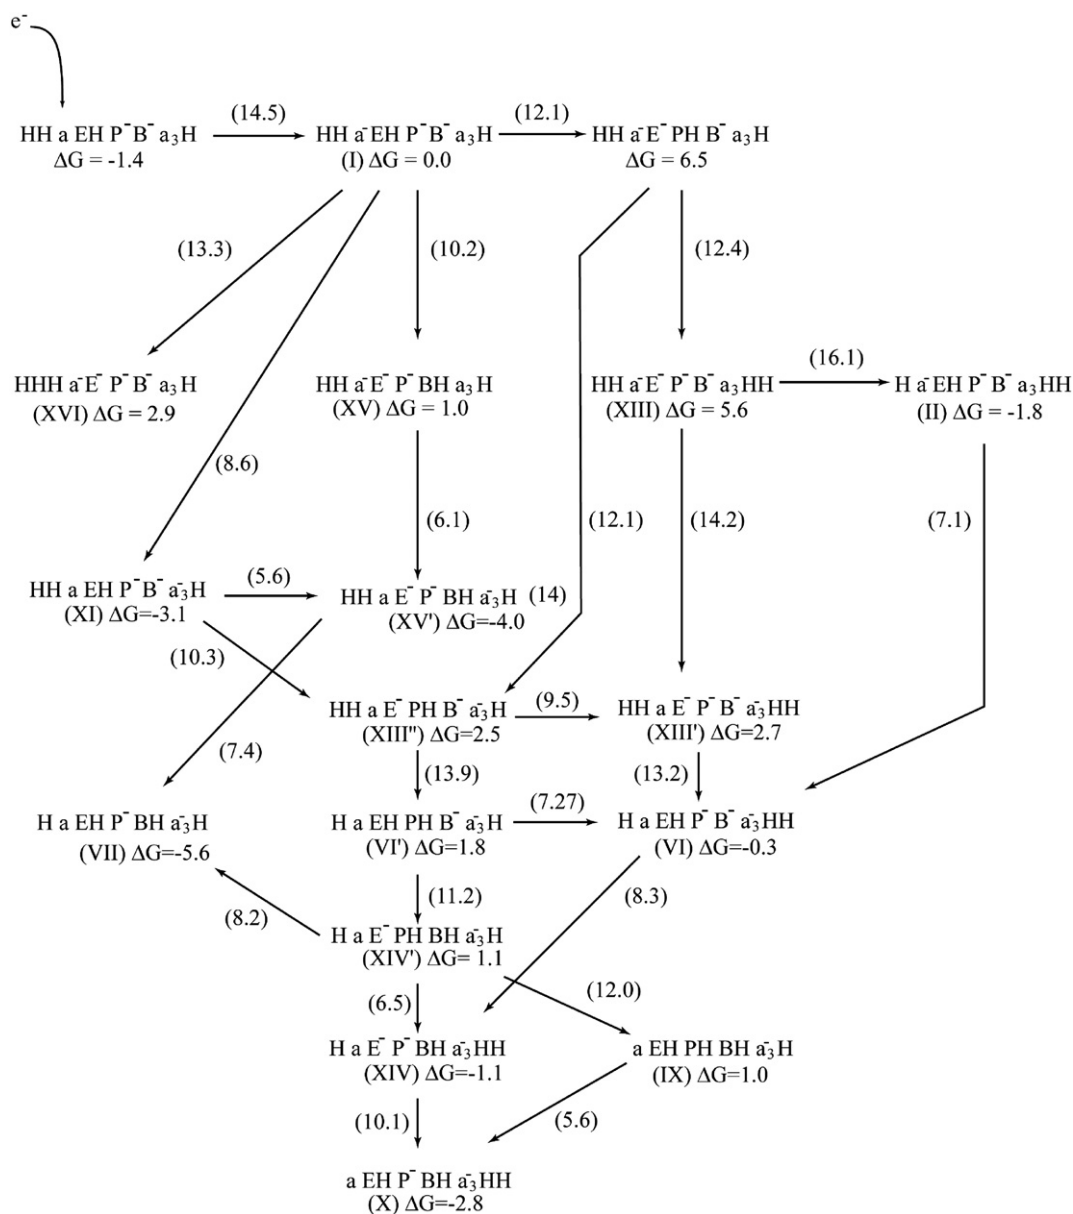 e⁻
(14.5)
(12.1)
HH a EH P⁻B⁻ a₃H
ΔG = -1.4
HH a⁻EH P⁻B⁻ a₃H
(I) ΔG = 0.0
HH a⁻E⁻ PH B⁻ a₃H
ΔG = 6.5
(13.3)
(10.2)
(12.4)
(16.1)
HHH a⁻E⁻ P⁻B⁻ a₃H
(XVI) ΔG = 2.9
HH a⁻E⁻ P⁻BH a₃H
(XV) ΔG = 1.0
HH a⁻E⁻ P⁻B⁻ a₃HH
(XIII) ΔG = 5.6
H a⁻EH P⁻B⁻ a₃HH
(II) ΔG = -1.8
(8.6)
(6.1)
(12.1)
(14.2)
(7.1)
HH a EH P⁻B⁻ a₃⁻H
(XI) ΔG=-3.1
(5.6)
HH a E⁻ P⁻ BH a₃⁻H (14)
(XV') ΔG=-4.0
(10.3)
HH a E⁻ PH B⁻ a₃⁻H
(XIII'') ΔG=2.5
(9.5)
HH a E⁻ P⁻ B⁻ a₃⁻HH
(XIII') ΔG=2.7
(7.4)
(13.9)
(13.2)
H a EH P⁻ BH a₃⁻H
(VII) ΔG=-5.6
H a EH PH B⁻ a₃⁻H
(VI') ΔG=1.8
(7.27)
H a EH P⁻ B⁻ a₃⁻HH
(VI) ΔG=-0.3
(8.2)
(11.2)
(8.3)
H a E⁻ PH BH a₃⁻H
(XIV') ΔG= 1.1
(6.5)
(12.0)
H a E⁻ P⁻ BH a₃⁻HH
(XIV) ΔG=-1.1
a EH PH BH a₃⁻H
(IX) ΔG=1.0
(10.1)
(5.6)
a EH P⁻ BH a₃⁻HH
(X) ΔG=-2.8